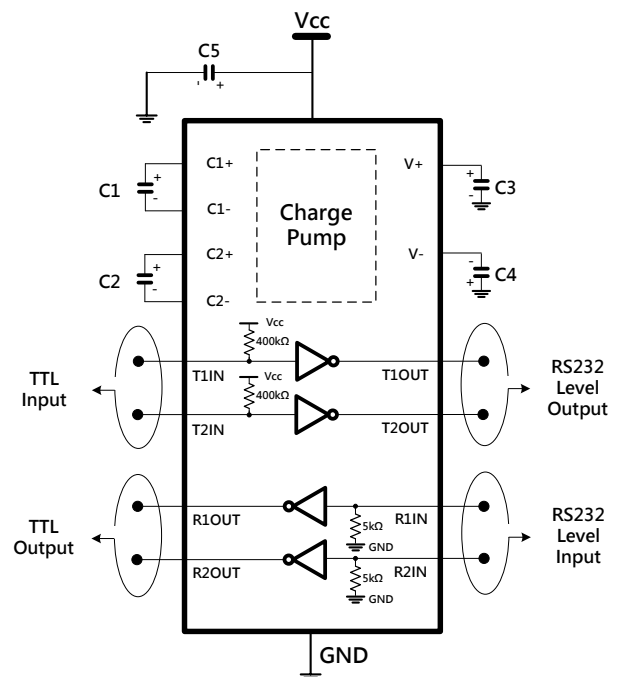 Vcc
C5
- +
C1+
V+
C1
+
-
Charge
Pump
+
-
C3
C1-
C2+
V-
C2
+
-
-
+
C4
C2-
Vcc
400kΩ
TTL
Input
T1IN
T1OUT
RS232
Level
Output
Vcc
400kΩ
T2IN
T2OUT
TTL
Output
R1OUT
5kΩ
GND
R1IN
RS232
Level
Input
R2OUT
5kΩ
GND
R2IN
GND